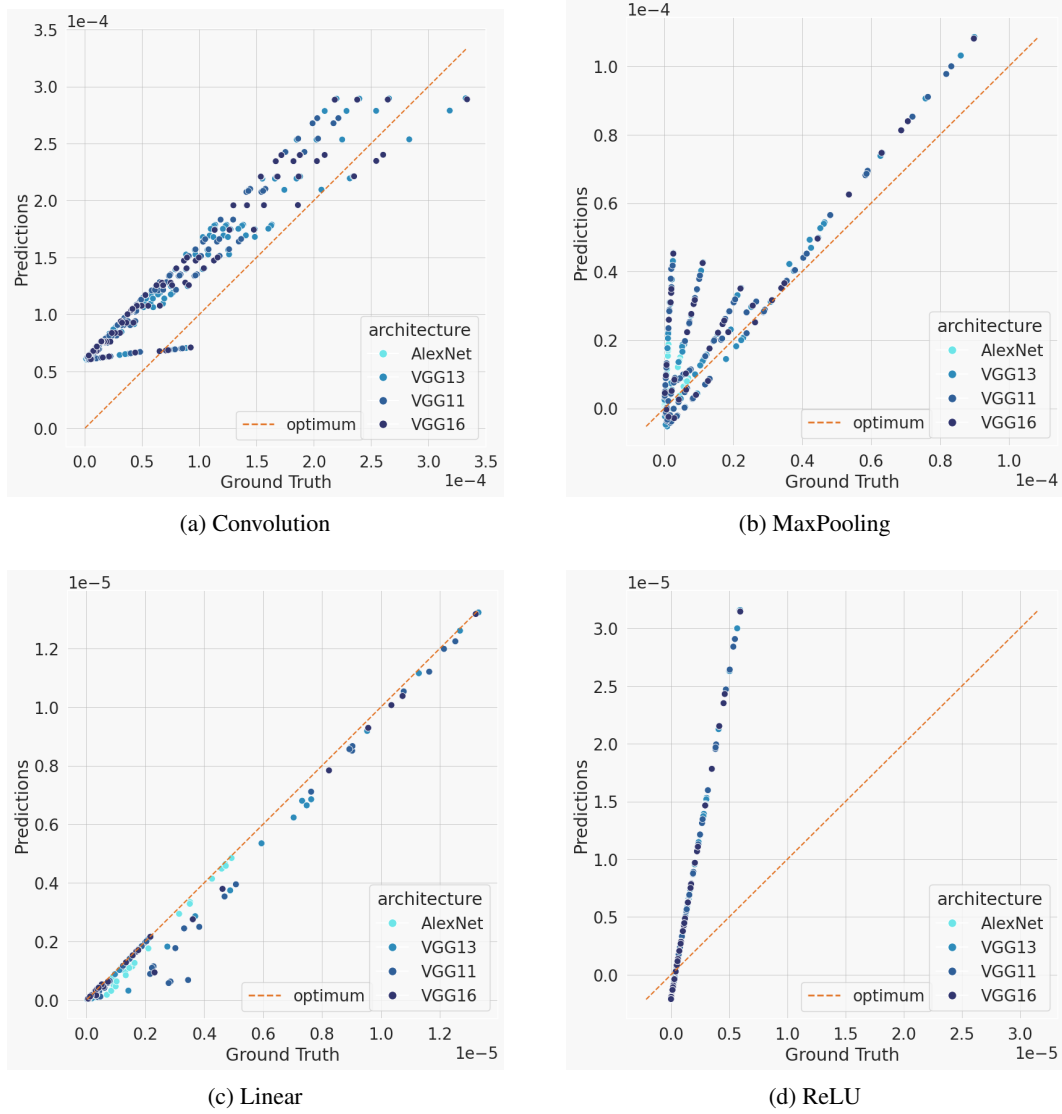 1e−4
3.5
3.0
2.5
2.0
1.5
1.0
0.5
0.0
Predictions
0.0 0.5 1.0 1.5 2.0 2.5 3.0 3.5
Ground Truth
1e−4
architecture
AlexNet
VGG13
VGG11
VGG16
optimum
(a) Convolution
1e−4
1.0
0.8
0.6
0.4
0.2
0.0
Predictions
0.0 0.2 0.4 0.6 0.8 1.0
Ground Truth
1e−4
architecture
AlexNet
VGG13
VGG11
VGG16
optimum
(b) MaxPooling
1e−5
1.2
1.0
0.8
0.6
0.4
0.2
0.0
Predictions
0.0 0.2 0.4 0.6 0.8 1.0 1.2
Ground Truth
1e−5
architecture
AlexNet
VGG13
VGG11
VGG16
optimum
(c) Linear
1e−5
3.0
2.5
2.0
1.5
1.0
0.5
0.0
Predictions
0.0 0.5 1.0 1.5 2.0 2.5 3.0
Ground Truth
1e−5
architecture
AlexNet
VGG13
VGG11
VGG16
optimum
(d) ReLU